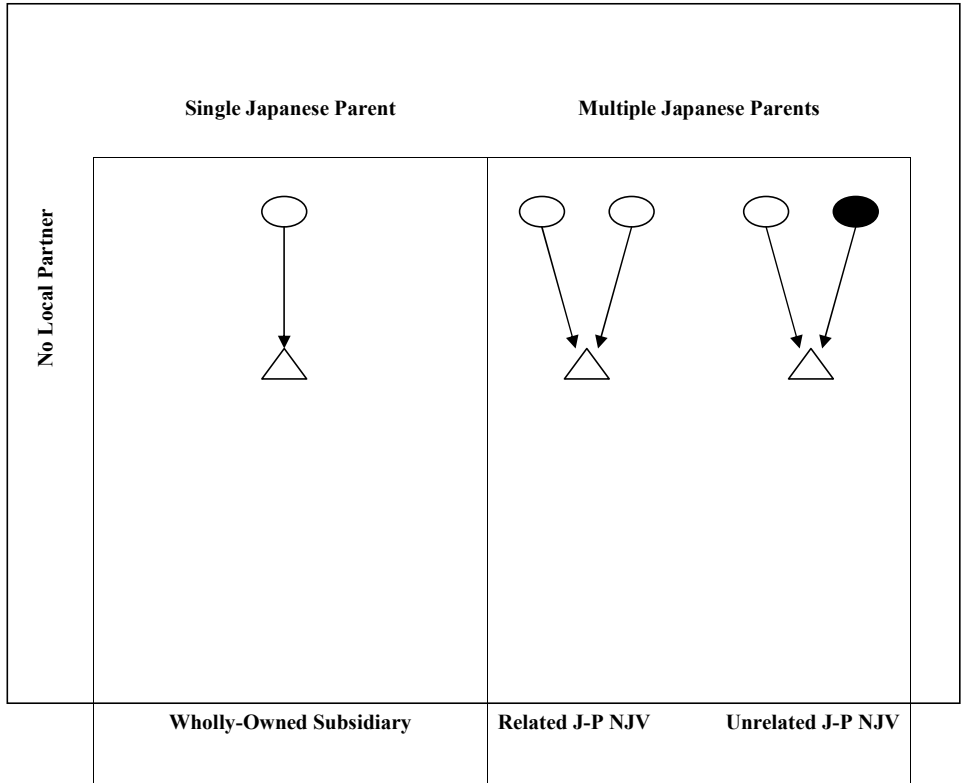 Single Japanese Parent
Multiple Japanese Parents
No Local Partner
Wholly-Owned Subsidiary
Related J-P NJV
Unrelated J-P NJV